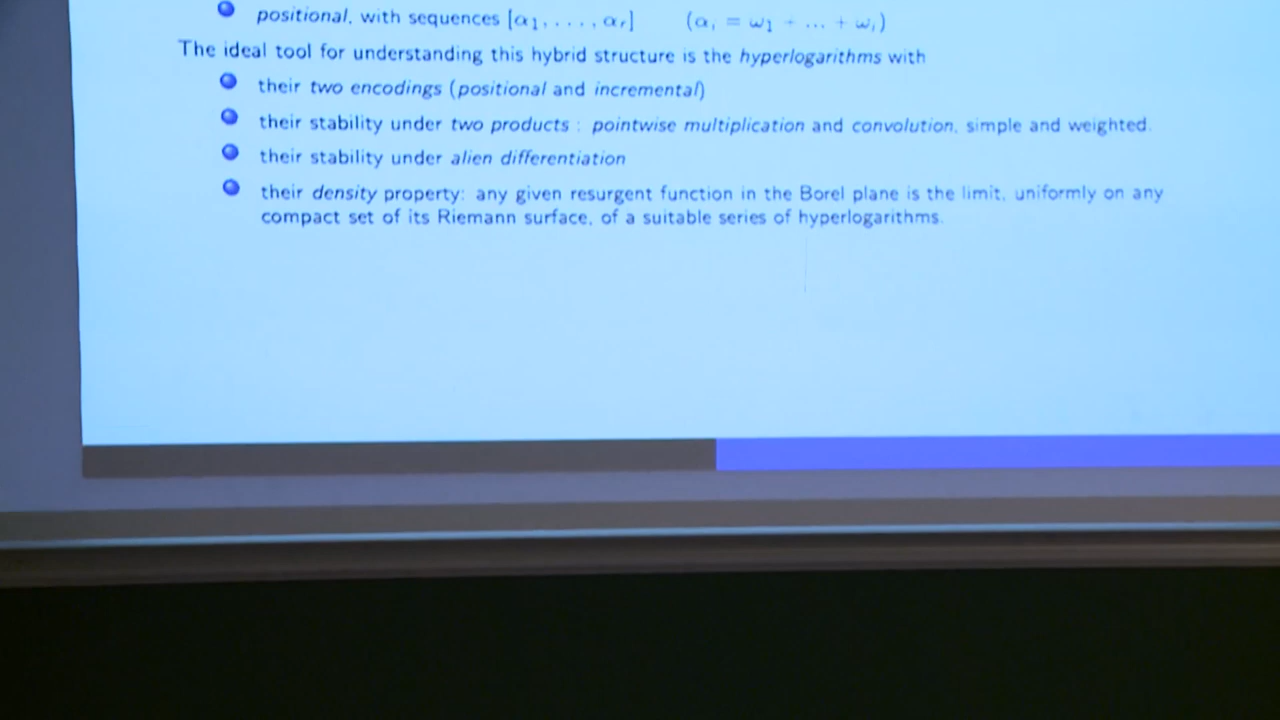 positional, with sequences [α₁, . . . . , αᵣ] (αᵢ = ω₁ + ... + ωᵢ)
The ideal tool for understanding this hybrid structure is the hyperlogarithms with
their two encodings (positional and incremental)
their stability under two products : pointwise multiplication and convolution, simple and weighted.
their stability under alien differentiation
their density property: any given resurgent function in the Borel plane is the limit, uniformly on any
compact set of its Riemann surface, of a suitable series of hyperlogarithms.